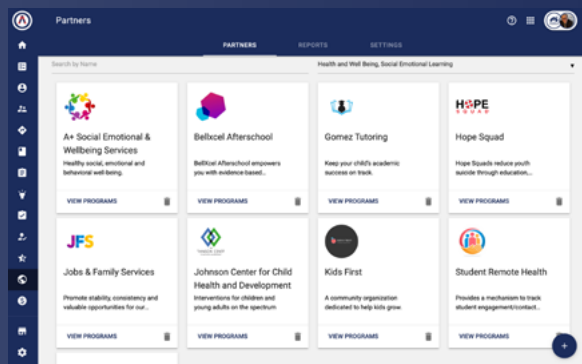 Partners
PARTNERS REPORTS SETTINGS
Search by Name
Health and Well Being, Social Emotional Learning
A+ Social Emotional &
Wellbeing Services
Healthy social, emotional and
behavioral well-being.
VIEW PROGRAMS
Bellxcel Afterschool
BellXcel Afterschool empowers
you with evidence based...
VIEW PROGRAMS
Gomez Tutoring
Keep your child's academic
success on track.
VIEW PROGRAMS
HOPE
SQUAD
Hope Squad
Hope Squads reduce youth
suicide through education,...
VIEW PROGRAMS
JFS
Jobs & Family Services
Promote stability, consistency and
valuable opportunities for our...
VIEW PROGRAMS
Johnson Center for Child
Health and Development
Interventions for children and
young adults on the spectrum
VIEW PROGRAMS
Kids First
A community organization
dedicated to help kids grow.
VIEW PROGRAMS
Student Remote Health
Provides a mechanism to track
student engagement/contact...
VIEW PROGRAMS